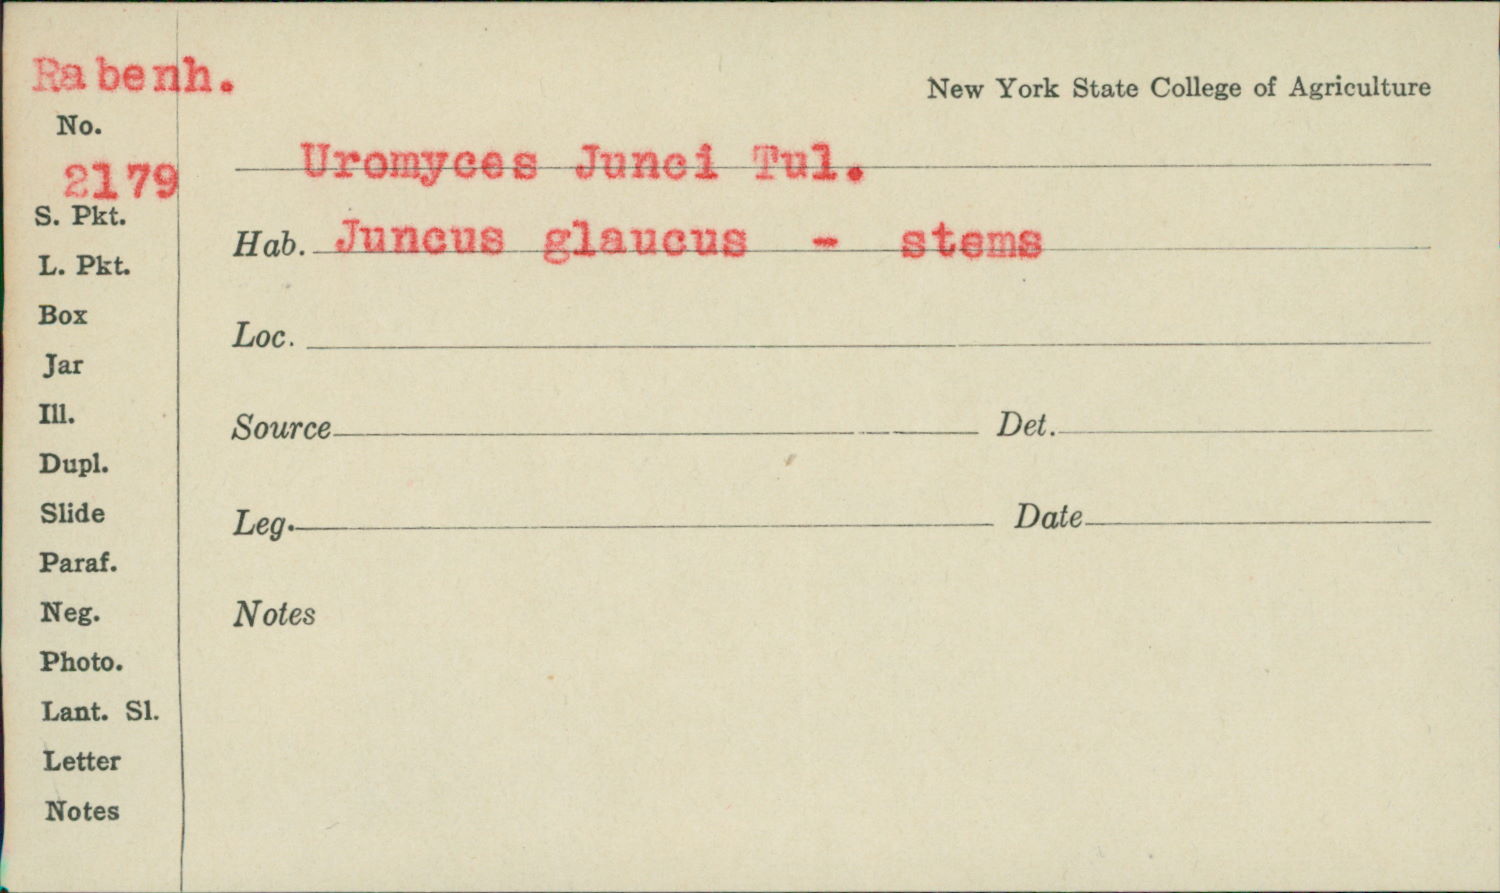 Rabenh.
New York State College of Agriculture
No.
2179
Uromyces Junci Tul.
S. Pkt.
Hab. Juncus glaucus - stems
L. Pkt.
Box
Loc.
Jar
Ill.
Source Det.
Dupl.
Slide
Leg. Date
Paraf.
Neg.
Notes
Photo.
Lant. Sl.
Letter
Notes